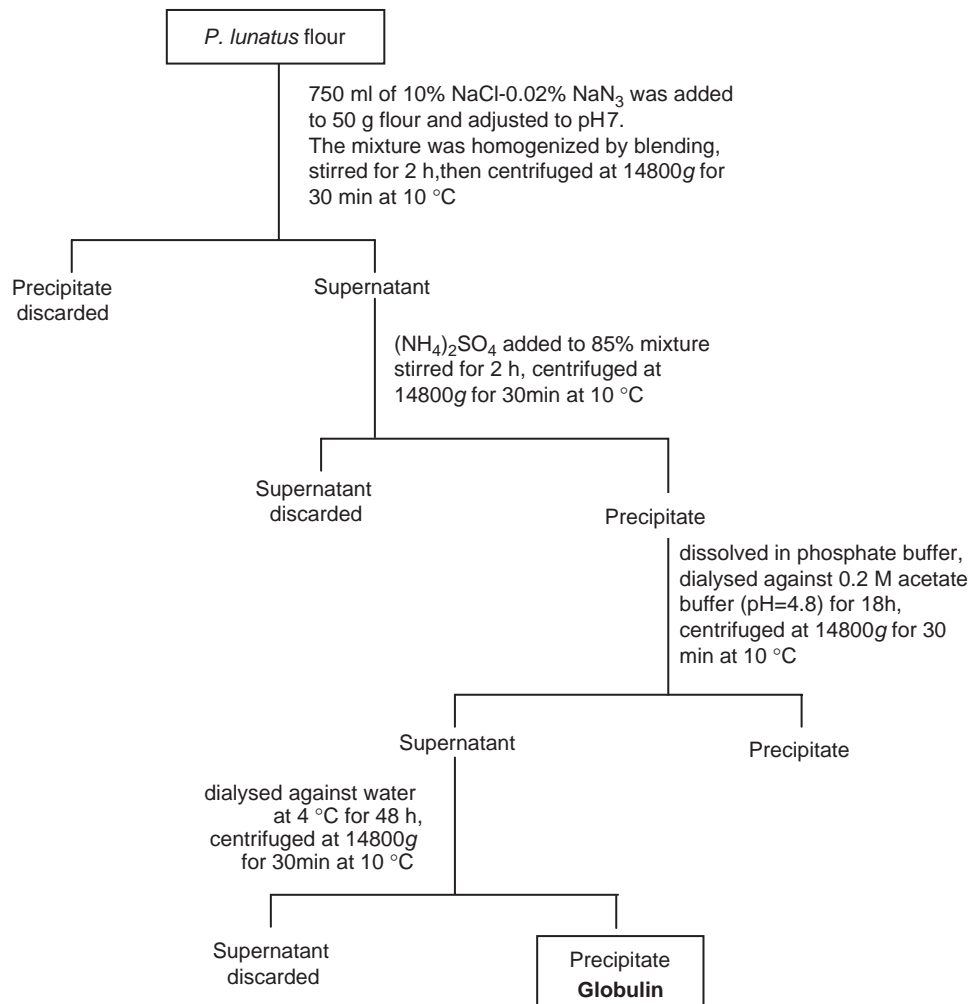 P. lunatus flour
750 ml of 10% NaCl-0.02% NaN₃ was added
to 50 g flour and adjusted to pH7.
The mixture was homogenized by blending,
stirred for 2 h,then centrifuged at 14800g for
30 min at 10 °C
Precipitate
discarded
Supernatant
(NH₄)₂SO₄ added to 85% mixture
stirred for 2 h, centrifuged at
14800g for 30min at 10 °C
Supernatant
discarded
Precipitate
dissolved in phosphate buffer,
dialysed against 0.2 M acetate
buffer (pH=4.8) for 18h,
centrifuged at 14800g for 30
min at 10 °C
Supernatant
Precipitate
dialysed against water
at 4 °C for 48 h,
centrifuged at 14800g
for 30min at 10 °C
Supernatant
discarded
Precipitate
Globulin